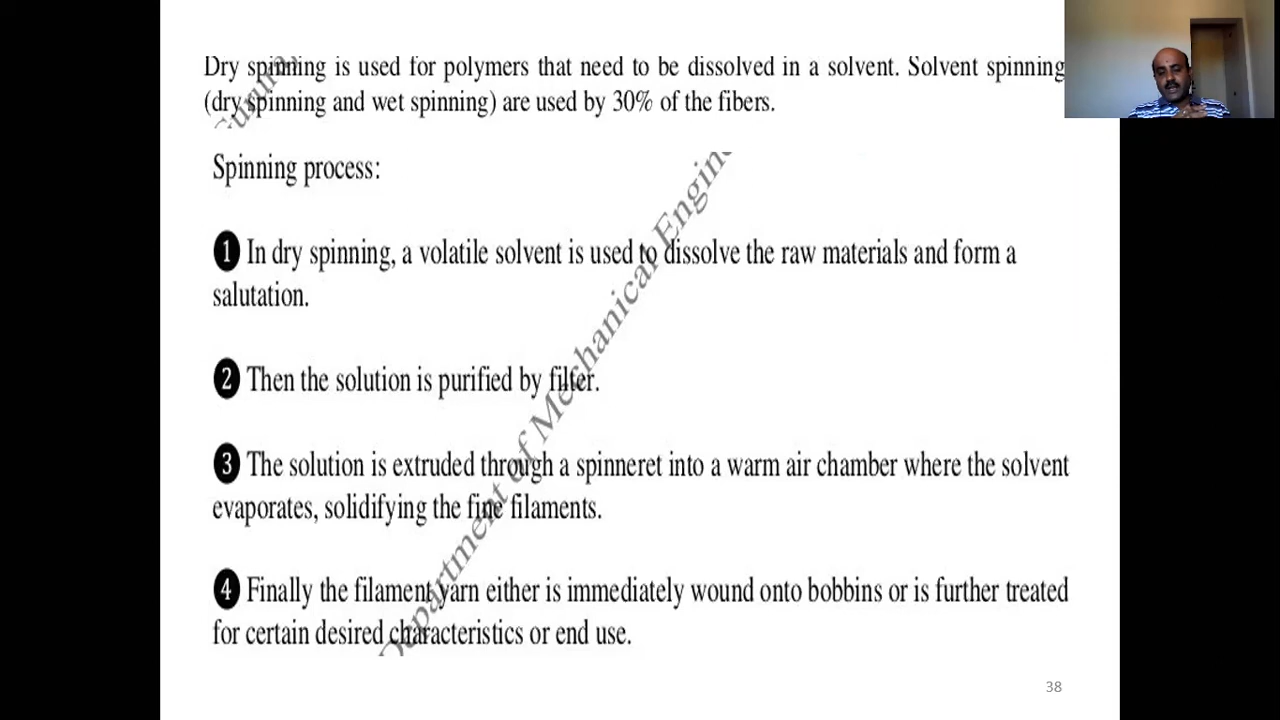 Dry spinning is used for polymers that need to be dissolved in a solvent. Solvent spinning
(dry spinning and wet spinning) are used by 30% of the fibers.
Spinning process:
1 In dry spinning, a volatile solvent is used to dissolve the raw materials and form a
salutation.
2 Then the solution is purified by filter.
3 The solution is extruded through a spinneret into a warm air chamber where the solvent
evaporates, solidifying the fine filaments.
4 Finally the filament yarn either is immediately wound onto bobbins or is further treated
for certain desired characteristics or end use.
Department of Mechanical
38